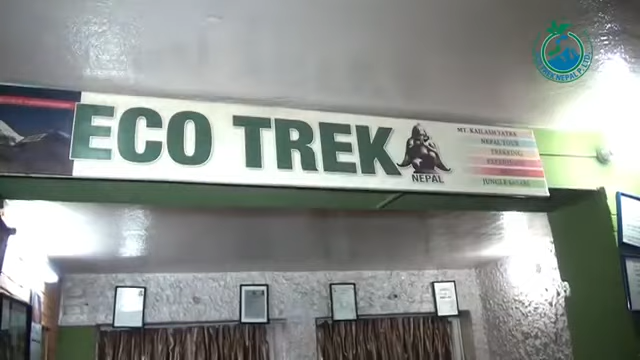 ECO TREK
NEPAL
MT. KAILASH YATRA
NEPAL TOUR
TREKKING
JUNGLE SAFARI